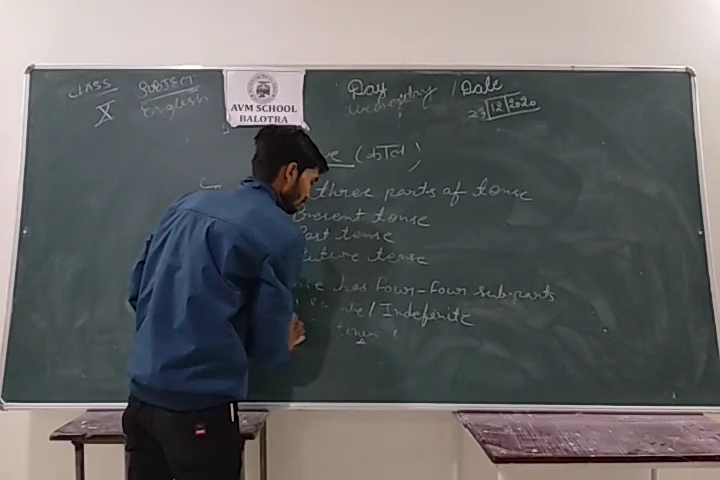 CLASS SUBJECT Day / Date
X English Wednesday 23|12|2020
AVM SCHOOL
BALOTRA
(काल)
three parts of tense
Present tense
Past tense
Future tense
has four-four sub parts
/ Indefinite